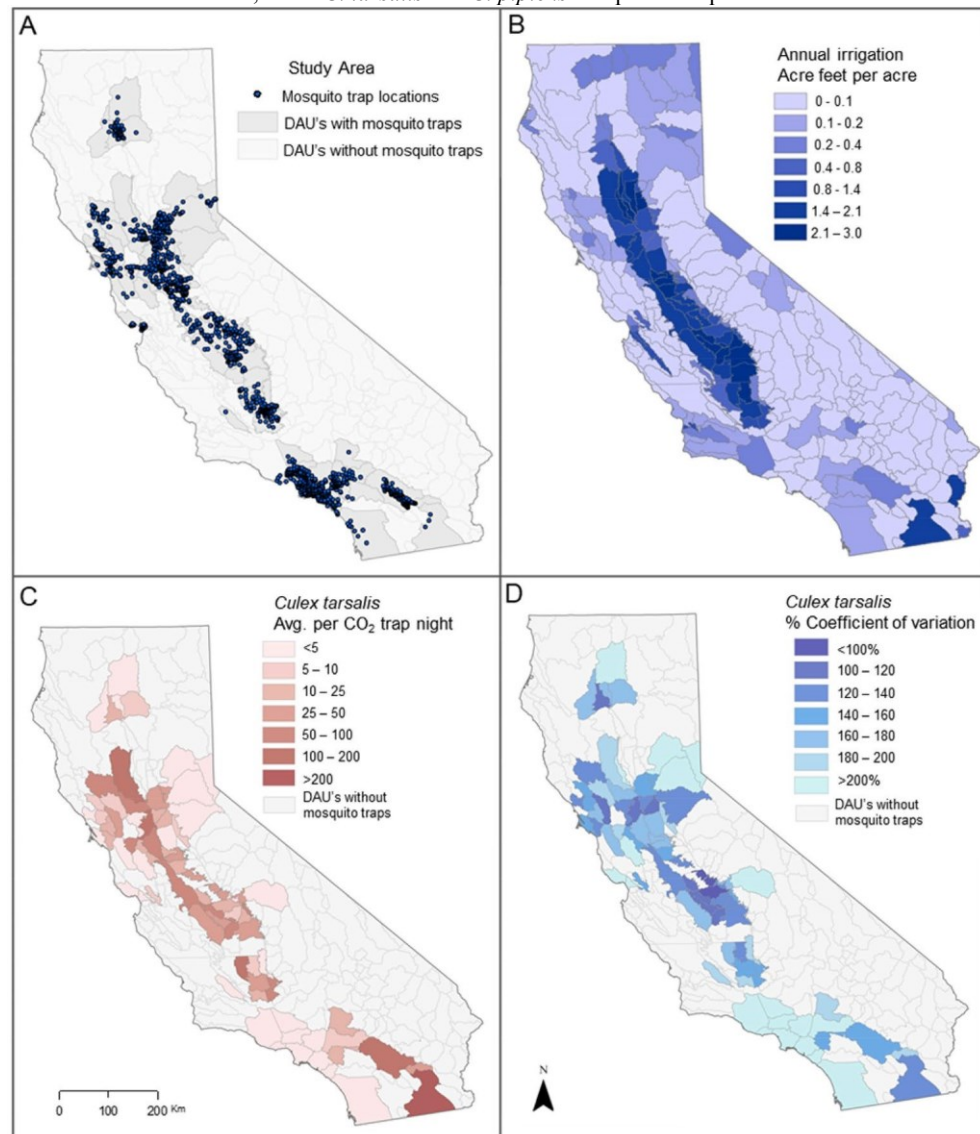 A
Study Area
Mosquito trap locations
DAU's with mosquito traps
DAU's without mosquito traps
B
Annual irrigation
Acre feet per acre
0 - 0.1
0.1 - 0.2
0.2 - 0.4
0.4 - 0.8
0.8 - 1.4
1.4 - 2.1
2.1 - 3.0
C
Culex tarsalis
Avg. per CO₂ trap night
<5
5 – 10
10 – 25
25 – 50
50 – 100
100 – 200
>200
DAU's without
mosquito traps
0 100 200 Km
D
Culex tarsalis
% Coefficient of variation
<100%
100 – 120
120 – 140
140 – 160
160 – 180
180 – 200
>200%
DAU's without
mosquito traps
N